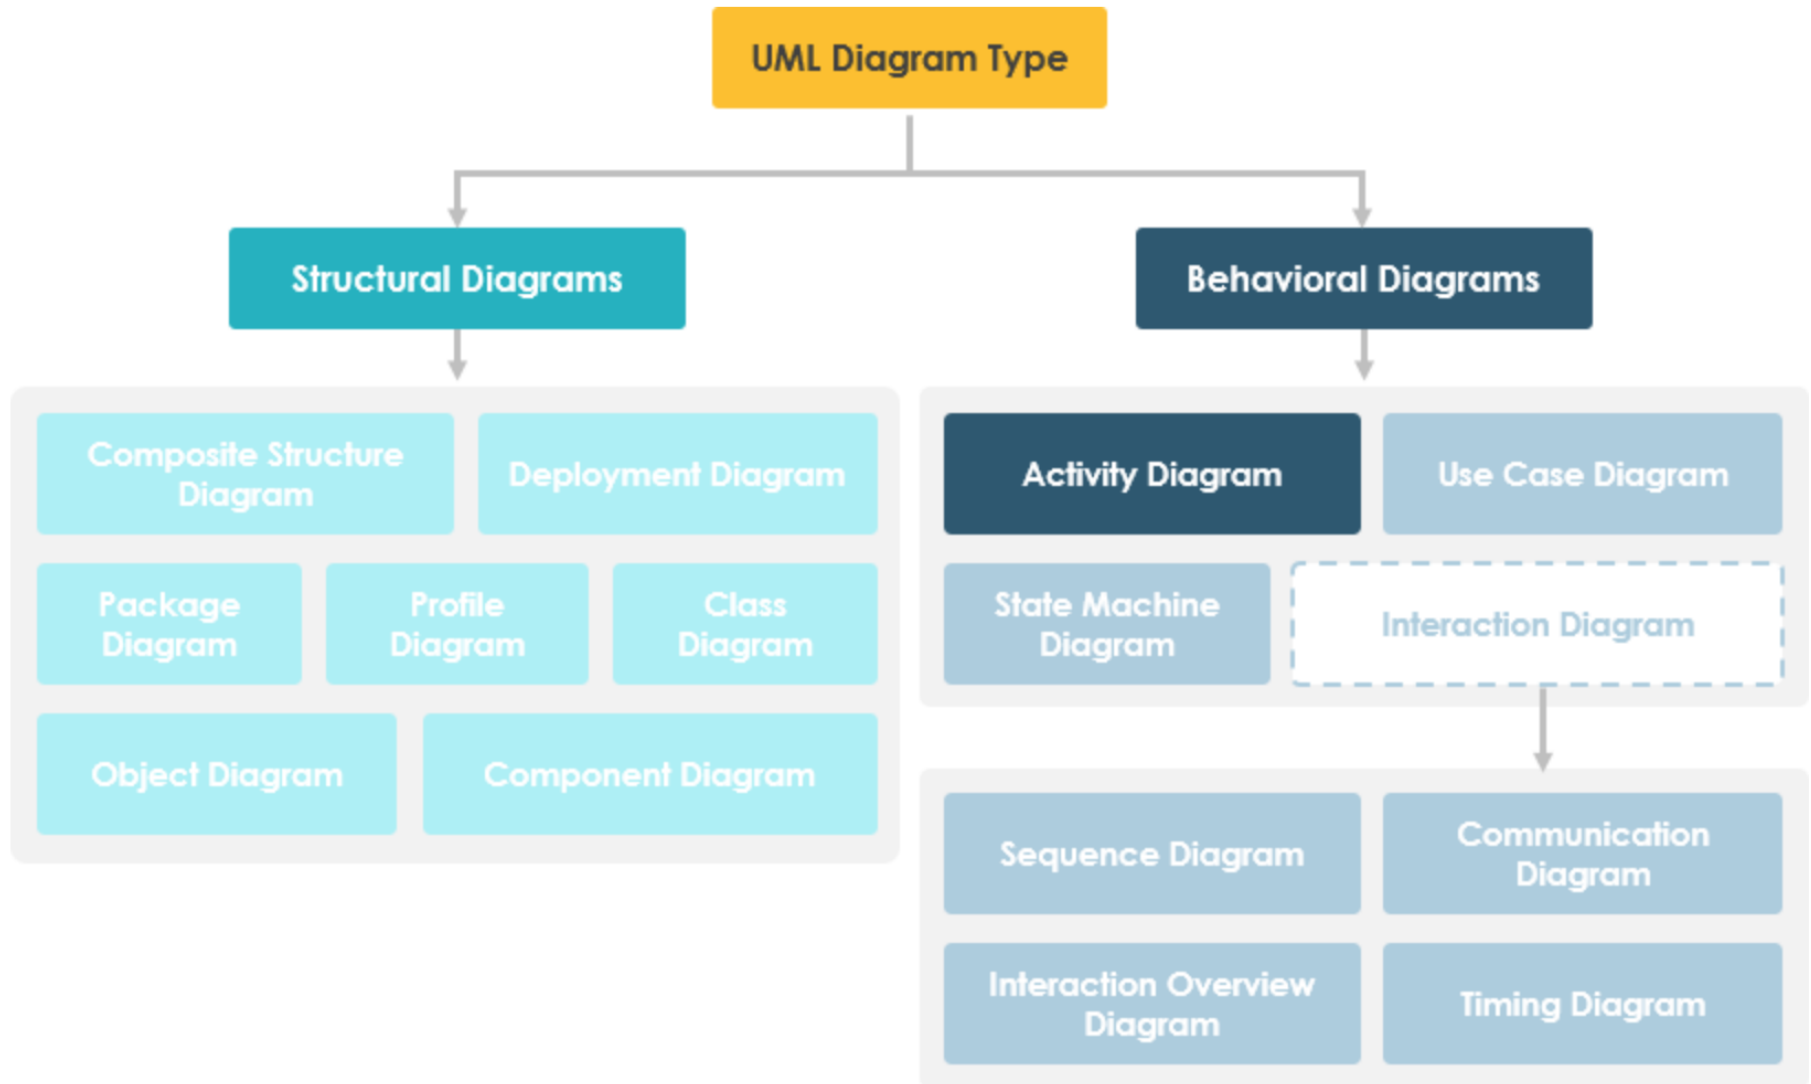 UML Diagram Type
Structural Diagrams
Behavioral Diagrams
Composite Structure
Diagram
Deployment Diagram
Package
Diagram
Profile
Diagram
Class
Diagram
Object Diagram
Component Diagram
Activity Diagram
Use Case Diagram
State Machine
Diagram
Interaction Diagram
Sequence Diagram
Communication
Diagram
Interaction Overview
Diagram
Timing Diagram